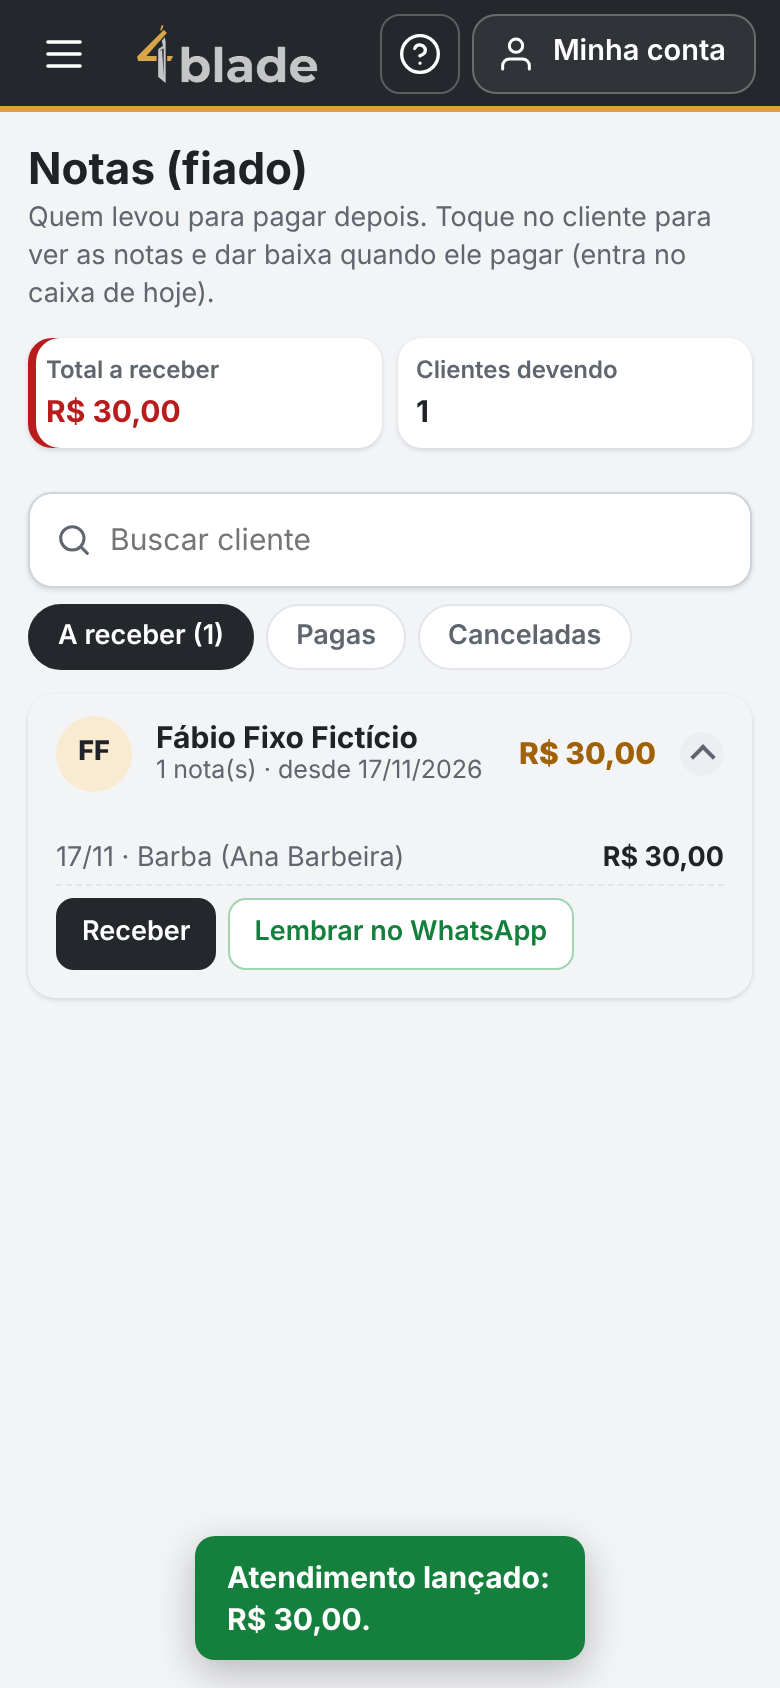 4blade
Minha conta
Notas (fiado)
Quem levou para pagar depois. Toque no cliente para
ver as notas e dar baixa quando ele pagar (entra no
caixa de hoje).
Total a receber
R$ 30,00
Clientes devendo
1
Buscar cliente
A receber (1)
Pagas
Canceladas
FF
Fábio Fixo Fictício
1 nota(s) · desde 17/11/2026
R$ 30,00
17/11 · Barba (Ana Barbeira)
R$ 30,00
Receber
Lembrar no WhatsApp
Atendimento lançado:
R$ 30,00.